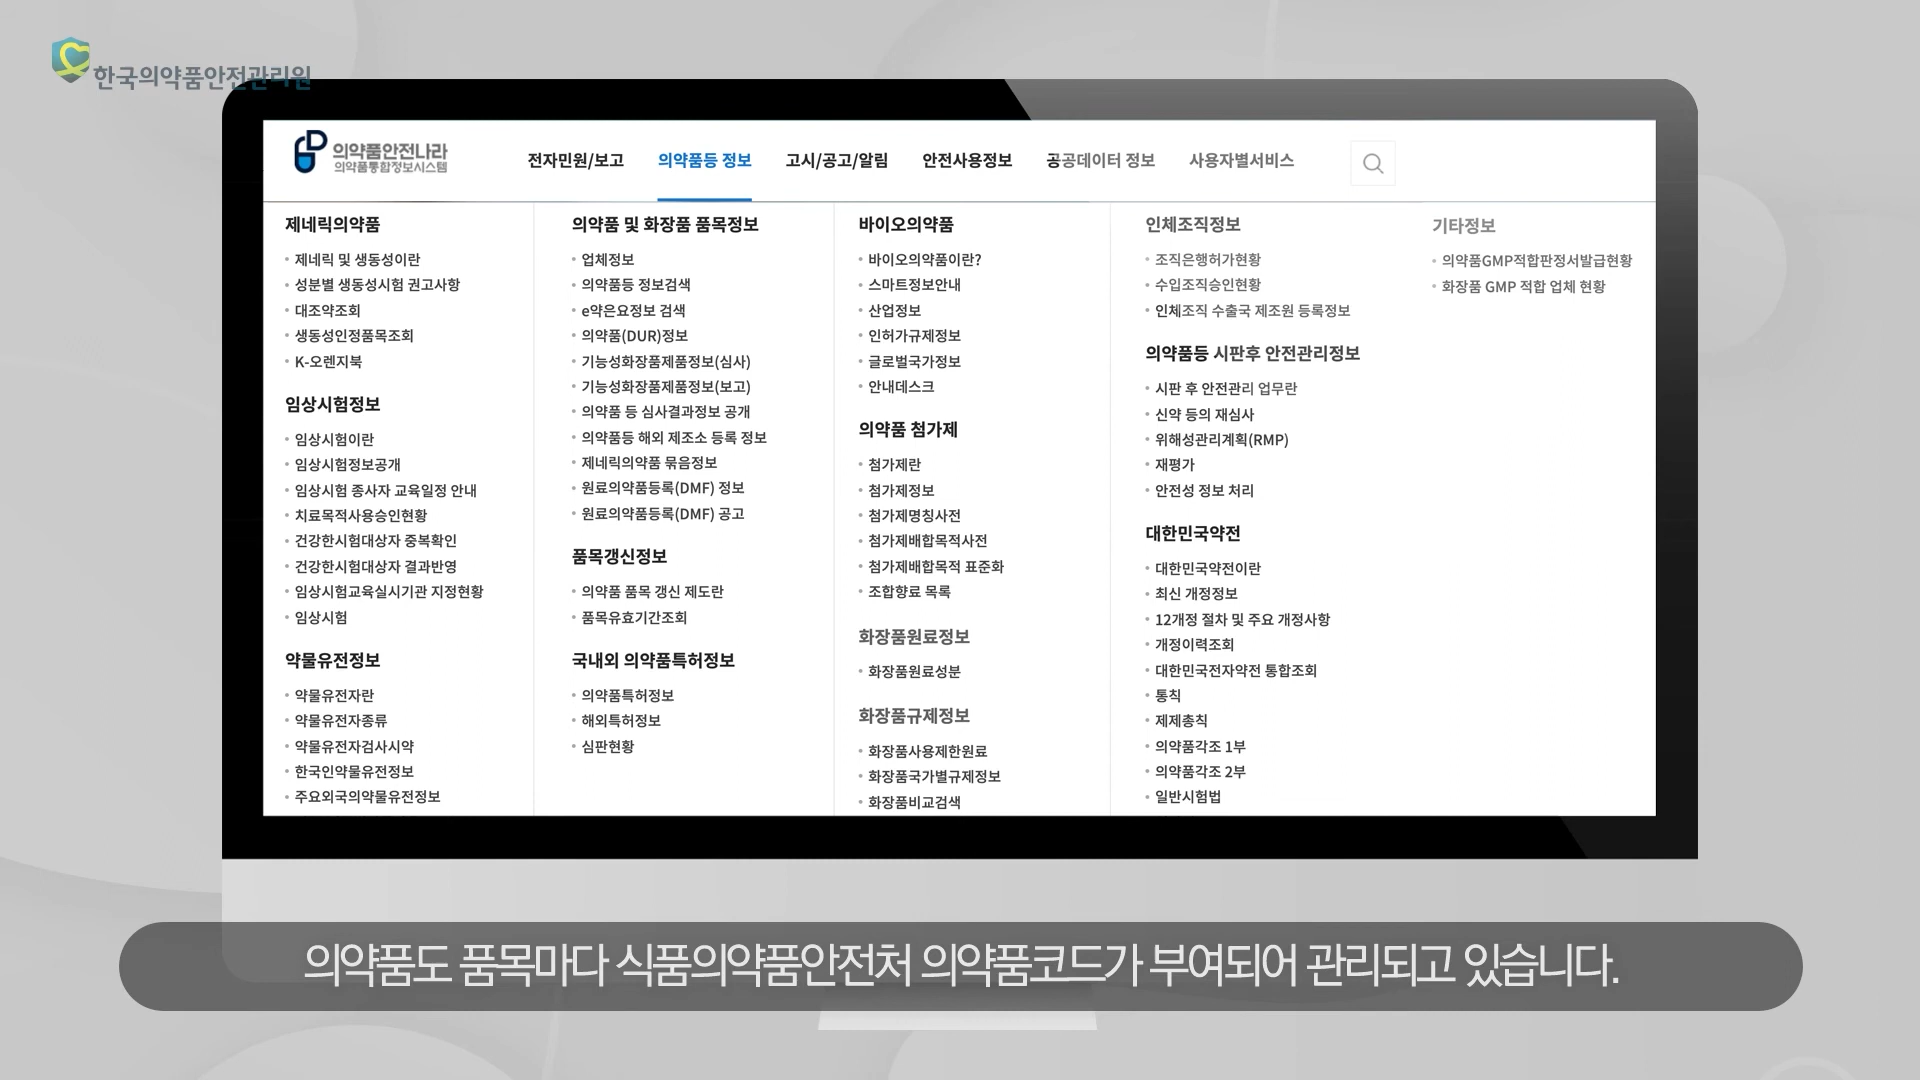 한국의약품안전관리원
의약품안전나라
의약품통합정보시스템
전자민원/보고 의약품등 정보 고시/공고/알림 안전사용정보 공공데이터 정보 사용자별서비스
제네릭의약품
제네릭 및 생동성이란
성분별 생동성시험 권고사항
대조약조회
생동성인정품목조회
K-오렌지북
임상시험정보
임상시험이란
임상시험정보공개
임상시험 종사자 교육일정 안내
치료목적사용승인현황
건강한시험대상자 중복확인
건강한시험대상자 결과반영
임상시험교육실시기관 지정현황
임상시험
약물유전정보
약물유전자란
약물유전자종류
약물유전자검사시약
한국인약물유전정보
주요외국의약물유전정보
의약품 및 화장품 품목정보
업체정보
의약품등 정보검색
e약은요정보 검색
의약품(DUR)정보
기능성화장품제품정보(심사)
기능성화장품제품정보(보고)
의약품 등 심사결과정보 공개
의약품등 해외 제조소 등록 정보
제네릭의약품 묶음정보
원료의약품등록(DMF) 정보
원료의약품등록(DMF) 공고
품목갱신정보
의약품 품목 갱신 제도란
품목유효기간조회
국내외 의약품특허정보
의약품특허정보
해외특허정보
심판현황
바이오의약품
바이오의약품이란?
스마트정보안내
산업정보
인허가규제정보
글로벌국가정보
안내데스크
의약품 첨가제
첨가제란
첨가제정보
첨가제명칭사전
첨가제배합목적사전
첨가제배합목적 표준화
조합향료 목록
화장품원료정보
화장품원료성분
화장품규제정보
화장품사용제한원료
화장품국가별규제정보
화장품비교검색
인체조직정보
조직은행허가현황
수입조직승인현황
인체조직 수출국 제조원 등록정보
의약품등 시판후 안전관리정보
시판 후 안전관리 업무란
신약 등의 재심사
위해성관리계획(RMP)
재평가
안전성 정보 처리
대한민국약전
대한민국약전이란
최신 개정정보
12개정 절차 및 주요 개정사항
개정이력조회
대한민국전자약전 통합조회
통칙
제제총칙
의약품각조 1부
의약품각조 2부
일반시험법
기타정보
의약품GMP적합판정서발급현황
화장품 GMP 적합 업체 현황
의약품도 품목마다 식품의약품안전처 의약품코드가 부여되어 관리되고 있습니다.